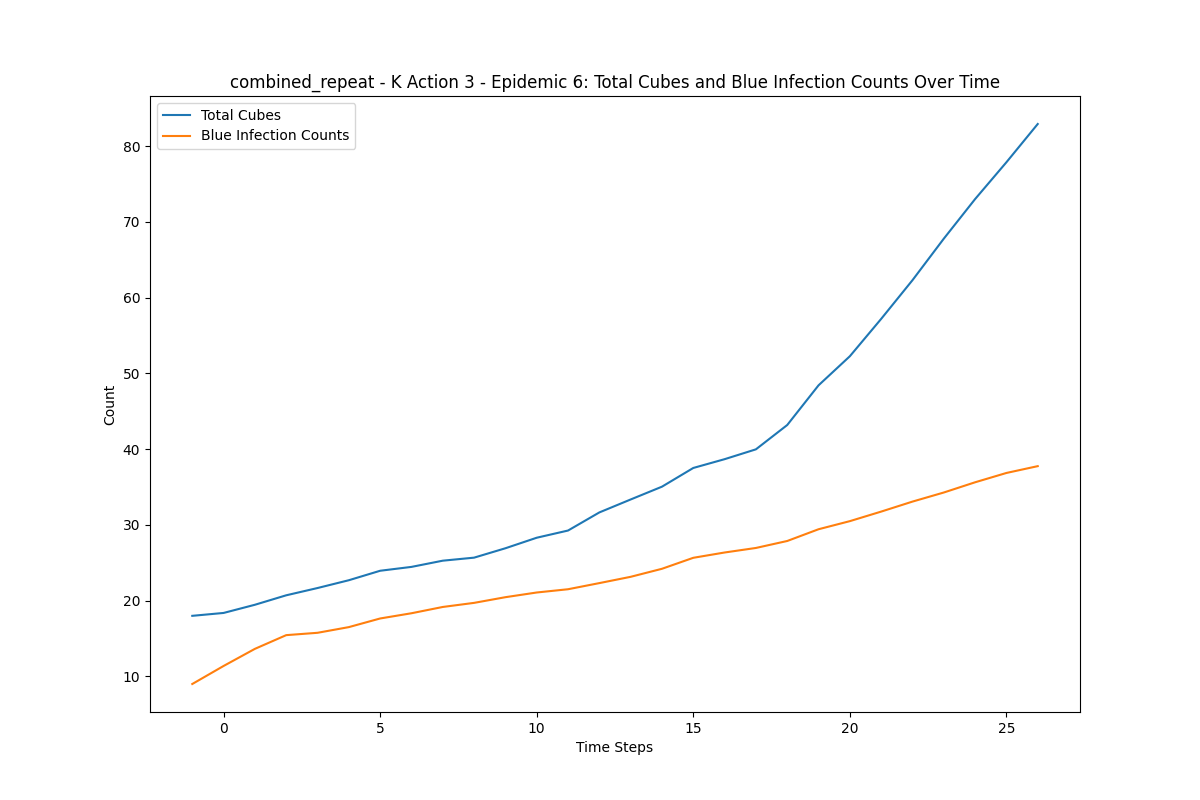 combined_repeat - K Action 3 - Epidemic 6: Total Cubes and Blue Infection Counts Over Time
Total Cubes
Blue Infection Counts
80
70
60
50
40
30
20
10
Count
0 5 10 15 20 25
Time Steps